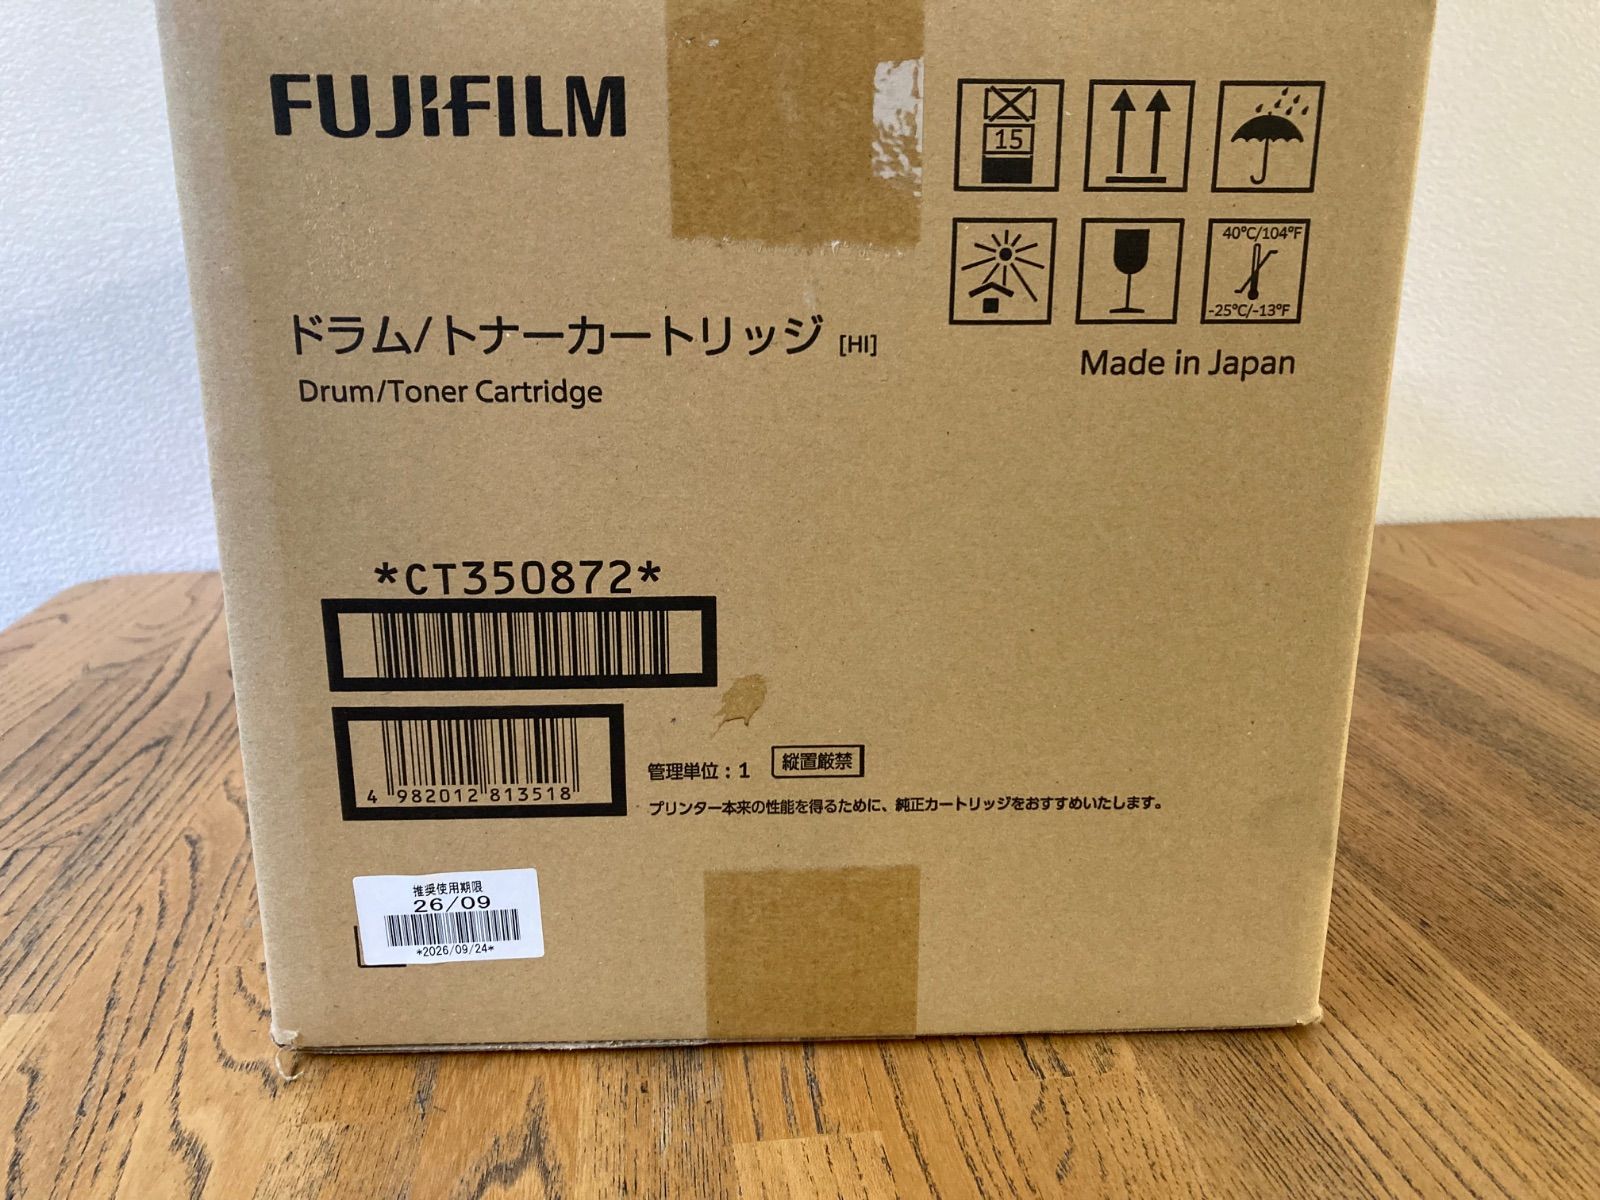 FUJIFILM
15
40℃/104℉
-25℃/-13℉
ドラム/トナーカートリッジ [HI]
Drum/Toner Cartridge
Made in Japan
*CT350872*
4 982012 813518
管理単位：1 縦置厳禁
プリンター本来の性能を得るために、純正カートリッジをおすすめいたします。
推奨使用期限
26/09
*2026/09/24*